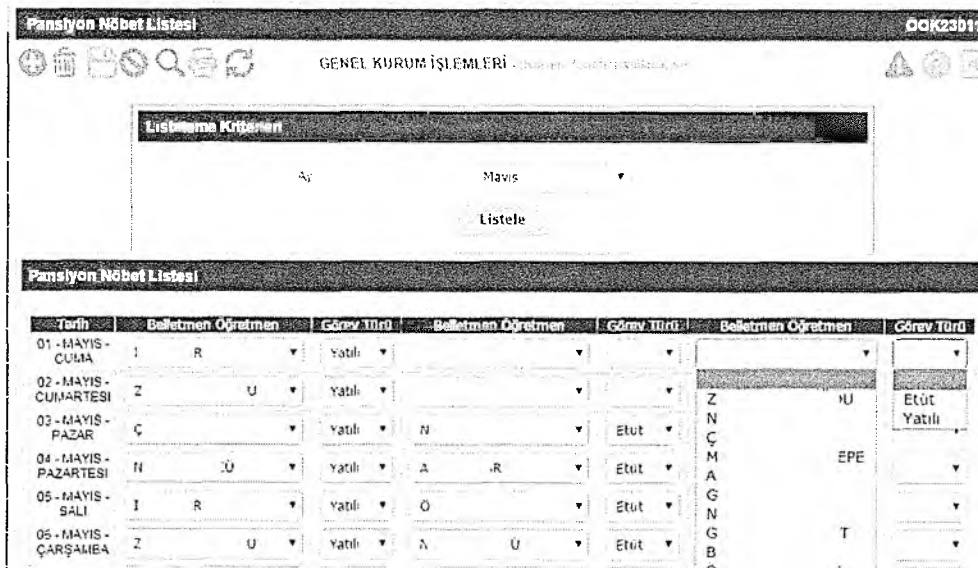 Pansiyon Nöbet Listesi OOK23011
GENEL KURUM İŞLEMLERİ
Listeleme Kriterleri
Ay Mayıs
Listele
Pansiyon Nöbet Listesi
Tarih Belletmen Öğretmen Görev Türü Belletmen Öğretmen Görev Türü Belletmen Öğretmen Görev Türü
01 - MAYIS - CUMA I R Yatılı
02 - MAYIS - CUMARTESİ Z U Yatılı
03 - MAYIS - PAZAR Ç Yatılı N Etüt
04 - MAYIS - PAZARTESİ N Ü Yatılı A R Etüt
05 - MAYIS - SALI I R Yatılı Ö Etüt
06 - MAYIS - ÇARŞAMBA Z U Yatılı A Ü Etüt
Z U
N
Ç
M EPE
A
G
N
G T
B
Etüt
Yatılı